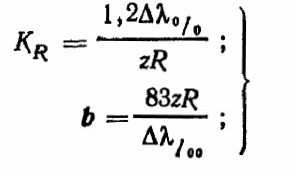 K_R = 1,2Δλ₀/₀ / zR ;
b = 83zR / Δλ/₀₀ ;